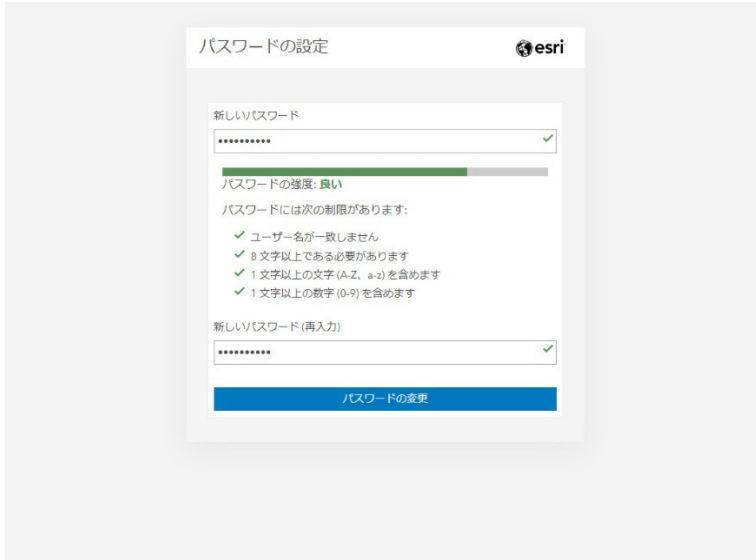 パスワードの設定
esri
新しいパスワード
••••••••••
パスワードの強度: 良い
パスワードには次の制限があります:
ユーザー名が一致しません
8 文字以上である必要があります
1 文字以上の文字 (A-Z、a-z) を含めます
1 文字以上の数字 (0-9) を含めます
新しいパスワード (再入力)
••••••••••
パスワードの変更